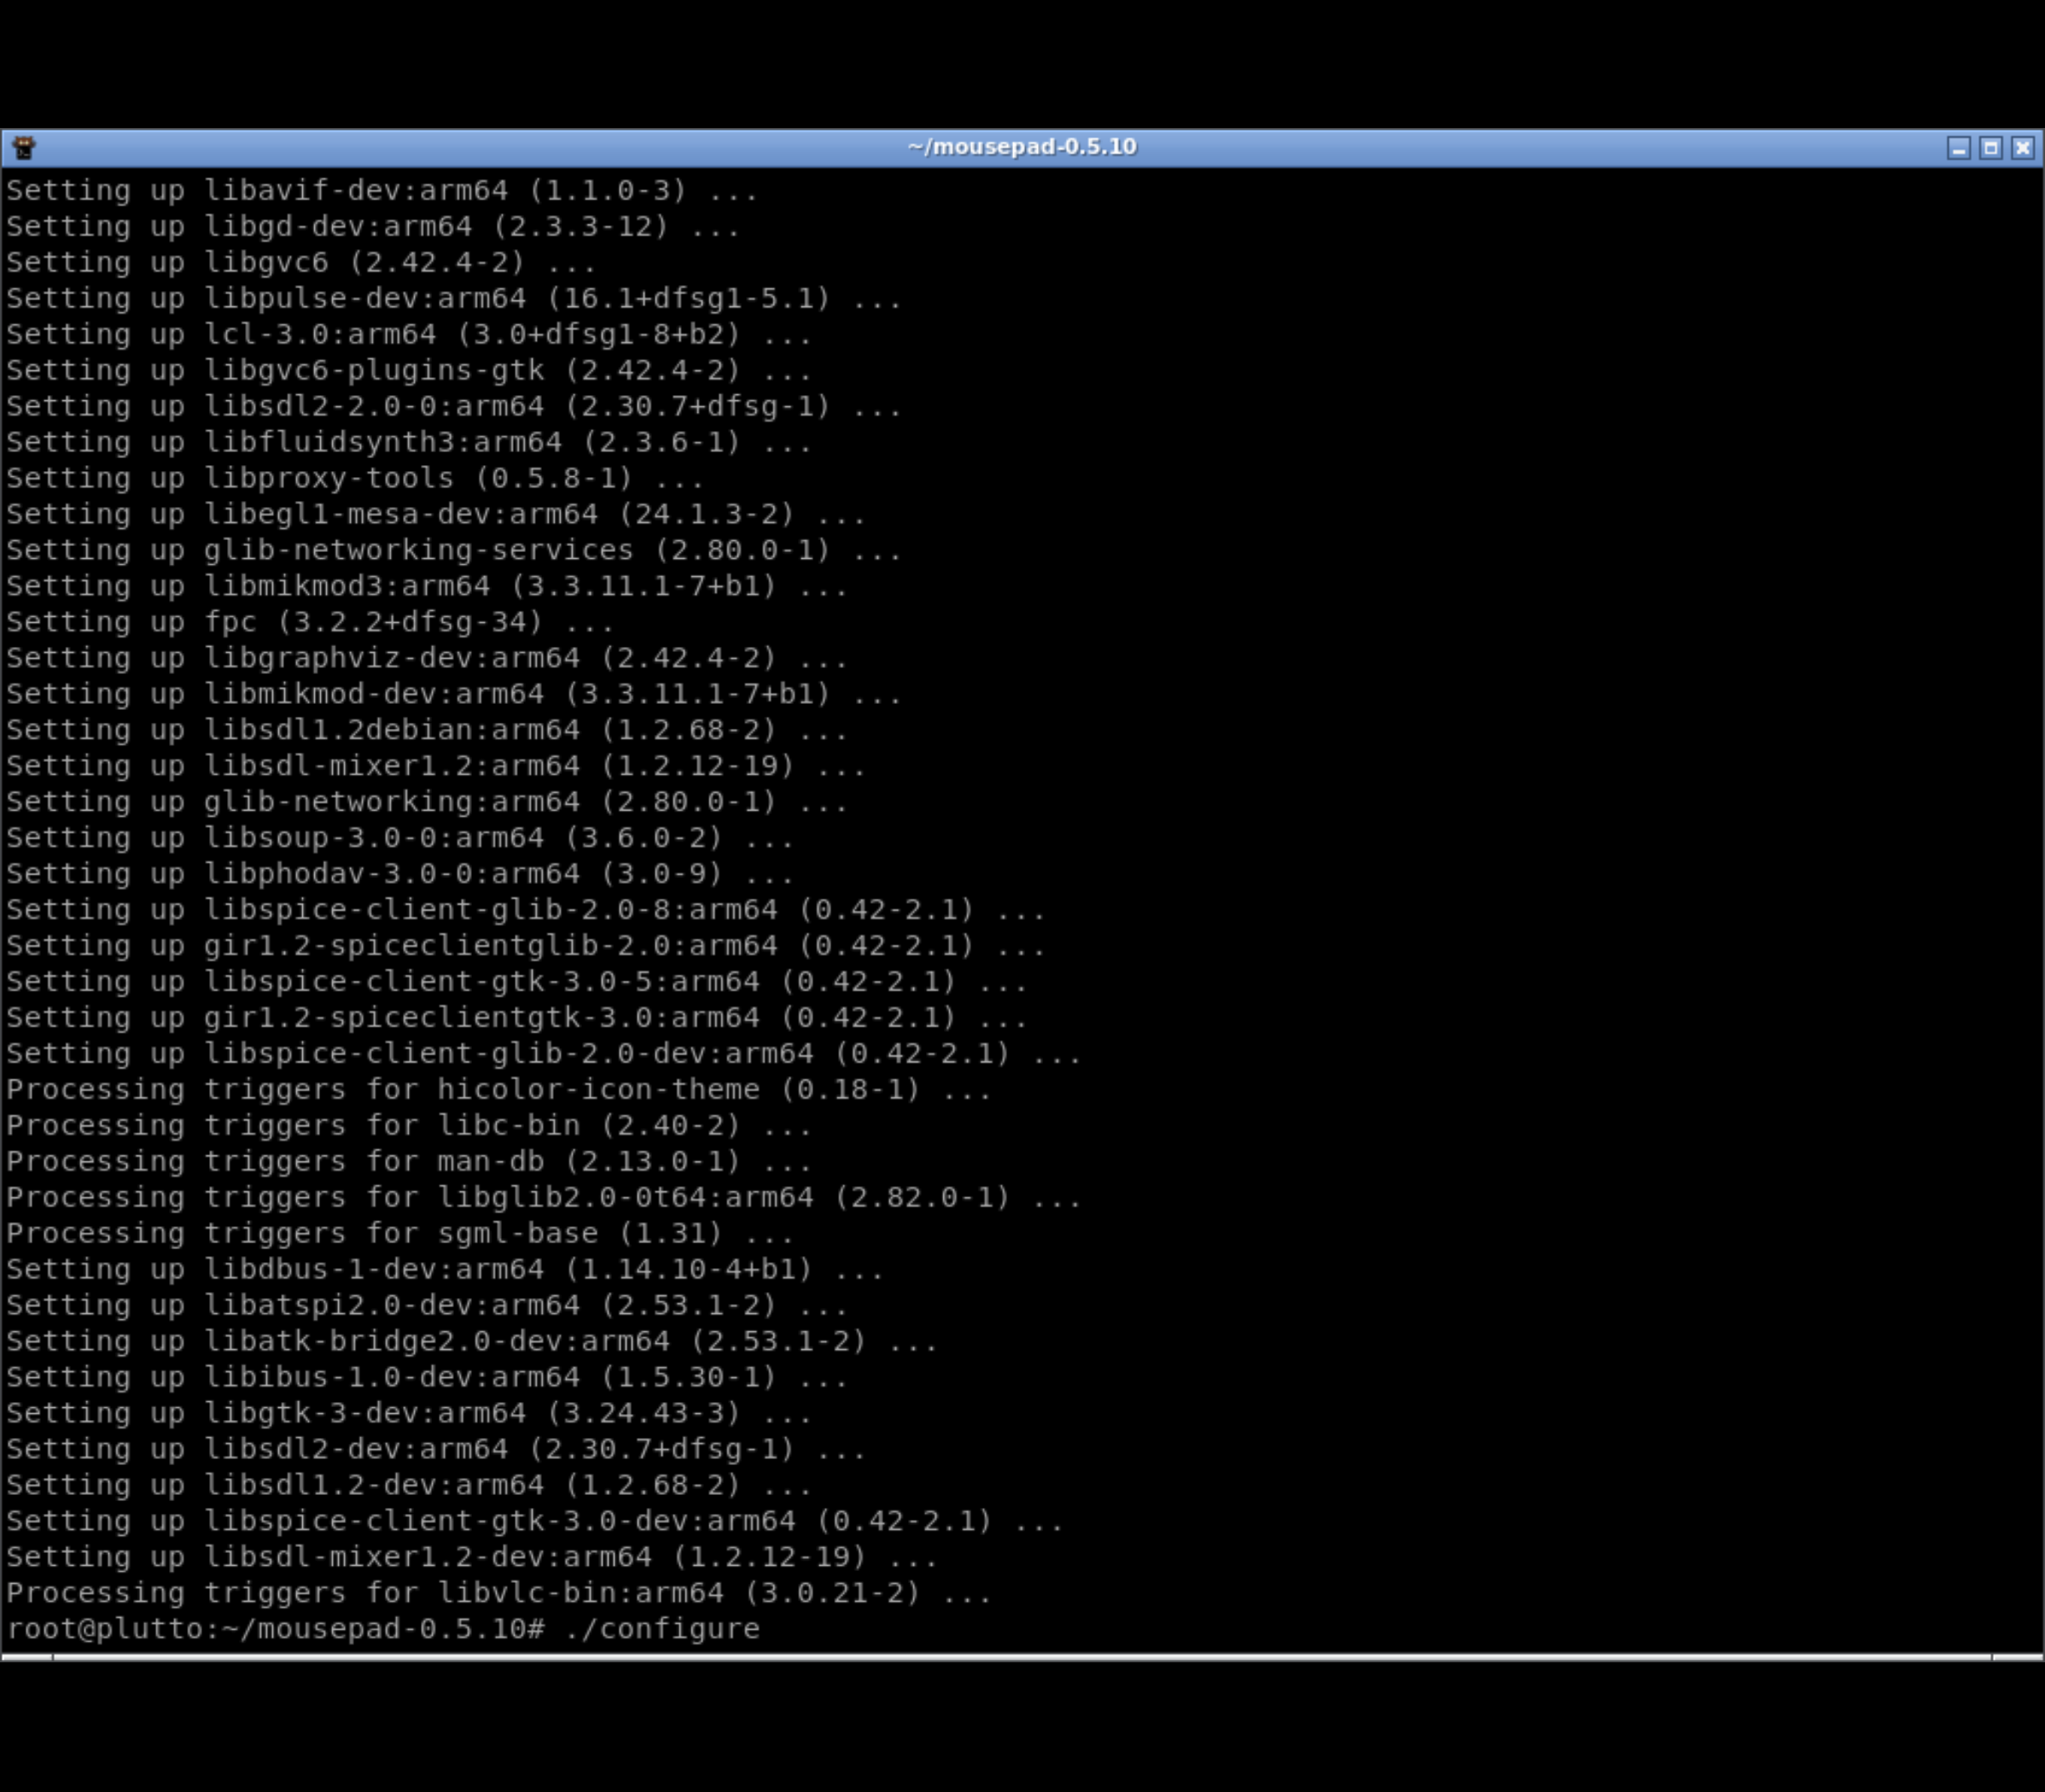 ~/mousepad-0.5.10
Setting up libavif-dev:arm64 (1.1.0-3) ...
Setting up libgd-dev:arm64 (2.3.3-12) ...
Setting up libgvc6 (2.42.4-2) ...
Setting up libpulse-dev:arm64 (16.1+dfsg1-5.1) ...
Setting up lcl-3.0:arm64 (3.0+dfsg1-8+b2) ...
Setting up libgvc6-plugins-gtk (2.42.4-2) ...
Setting up libsdl2-2.0-0:arm64 (2.30.7+dfsg-1) ...
Setting up libfluidsynth3:arm64 (2.3.6-1) ...
Setting up libproxy-tools (0.5.8-1) ...
Setting up libegl1-mesa-dev:arm64 (24.1.3-2) ...
Setting up glib-networking-services (2.80.0-1) ...
Setting up libmikmod3:arm64 (3.3.11.1-7+b1) ...
Setting up fpc (3.2.2+dfsg-34) ...
Setting up libgraphviz-dev:arm64 (2.42.4-2) ...
Setting up libmikmod-dev:arm64 (3.3.11.1-7+b1) ...
Setting up libsdl1.2debian:arm64 (1.2.68-2) ...
Setting up libsdl-mixer1.2:arm64 (1.2.12-19) ...
Setting up glib-networking:arm64 (2.80.0-1) ...
Setting up libsoup-3.0-0:arm64 (3.6.0-2) ...
Setting up libphodav-3.0-0:arm64 (3.0-9) ...
Setting up libspice-client-glib-2.0-8:arm64 (0.42-2.1) ...
Setting up gir1.2-spiceclientglib-2.0:arm64 (0.42-2.1) ...
Setting up libspice-client-gtk-3.0-5:arm64 (0.42-2.1) ...
Setting up gir1.2-spiceclientgtk-3.0:arm64 (0.42-2.1) ...
Setting up libspice-client-glib-2.0-dev:arm64 (0.42-2.1) ...
Processing triggers for hicolor-icon-theme (0.18-1) ...
Processing triggers for libc-bin (2.40-2) ...
Processing triggers for man-db (2.13.0-1) ...
Processing triggers for libglib2.0-0t64:arm64 (2.82.0-1) ...
Processing triggers for sgml-base (1.31) ...
Setting up libdbus-1-dev:arm64 (1.14.10-4+b1) ...
Setting up libatspi2.0-dev:arm64 (2.53.1-2) ...
Setting up libatk-bridge2.0-dev:arm64 (2.53.1-2) ...
Setting up libibus-1.0-dev:arm64 (1.5.30-1) ...
Setting up libgtk-3-dev:arm64 (3.24.43-3) ...
Setting up libsdl2-dev:arm64 (2.30.7+dfsg-1) ...
Setting up libsdl1.2-dev:arm64 (1.2.68-2) ...
Setting up libspice-client-gtk-3.0-dev:arm64 (0.42-2.1) ...
Setting up libsdl-mixer1.2-dev:arm64 (1.2.12-19) ...
Processing triggers for libvlc-bin:arm64 (3.0.21-2) ...
root@plutto:~/mousepad-0.5.10# ./configure